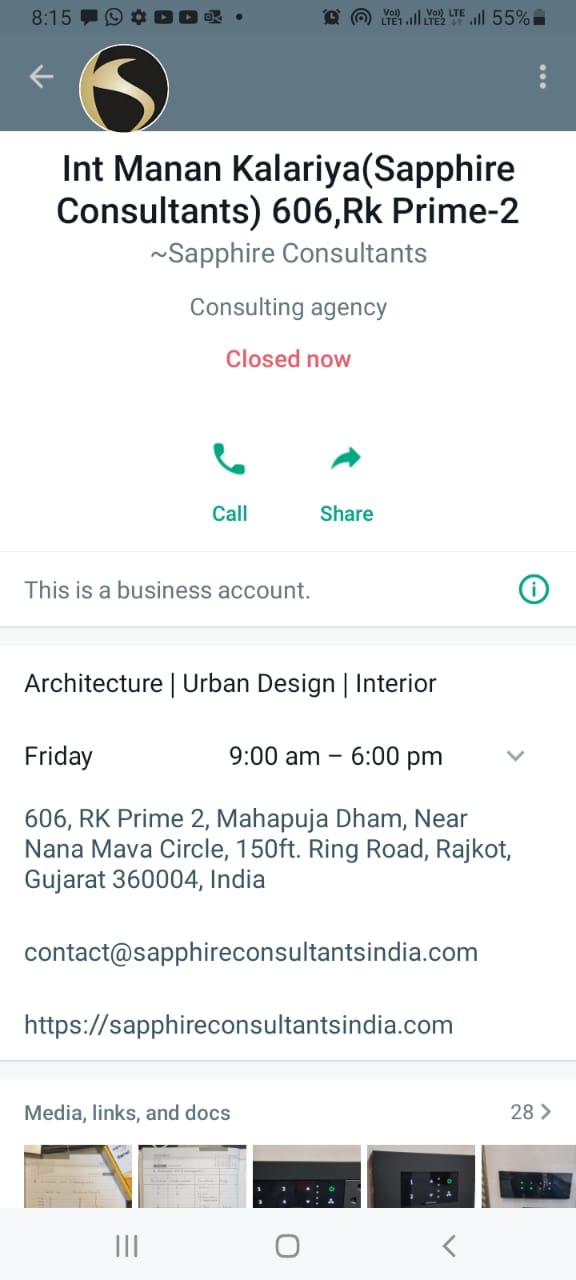 8:15
Vo)) LTE1 Vo)) LTE2 LTE 55%
Int Manan Kalariya(Sapphire
Consultants) 606,Rk Prime-2
~Sapphire Consultants
Consulting agency
Closed now
Call Share
This is a business account.
Architecture | Urban Design | Interior
Friday 9:00 am – 6:00 pm
606, RK Prime 2, Mahapuja Dham, Near
Nana Mava Circle, 150ft. Ring Road, Rajkot,
Gujarat 360004, India
contact@sapphireconsultantsindia.com
https://sapphireconsultantsindia.com
Media, links, and docs 28